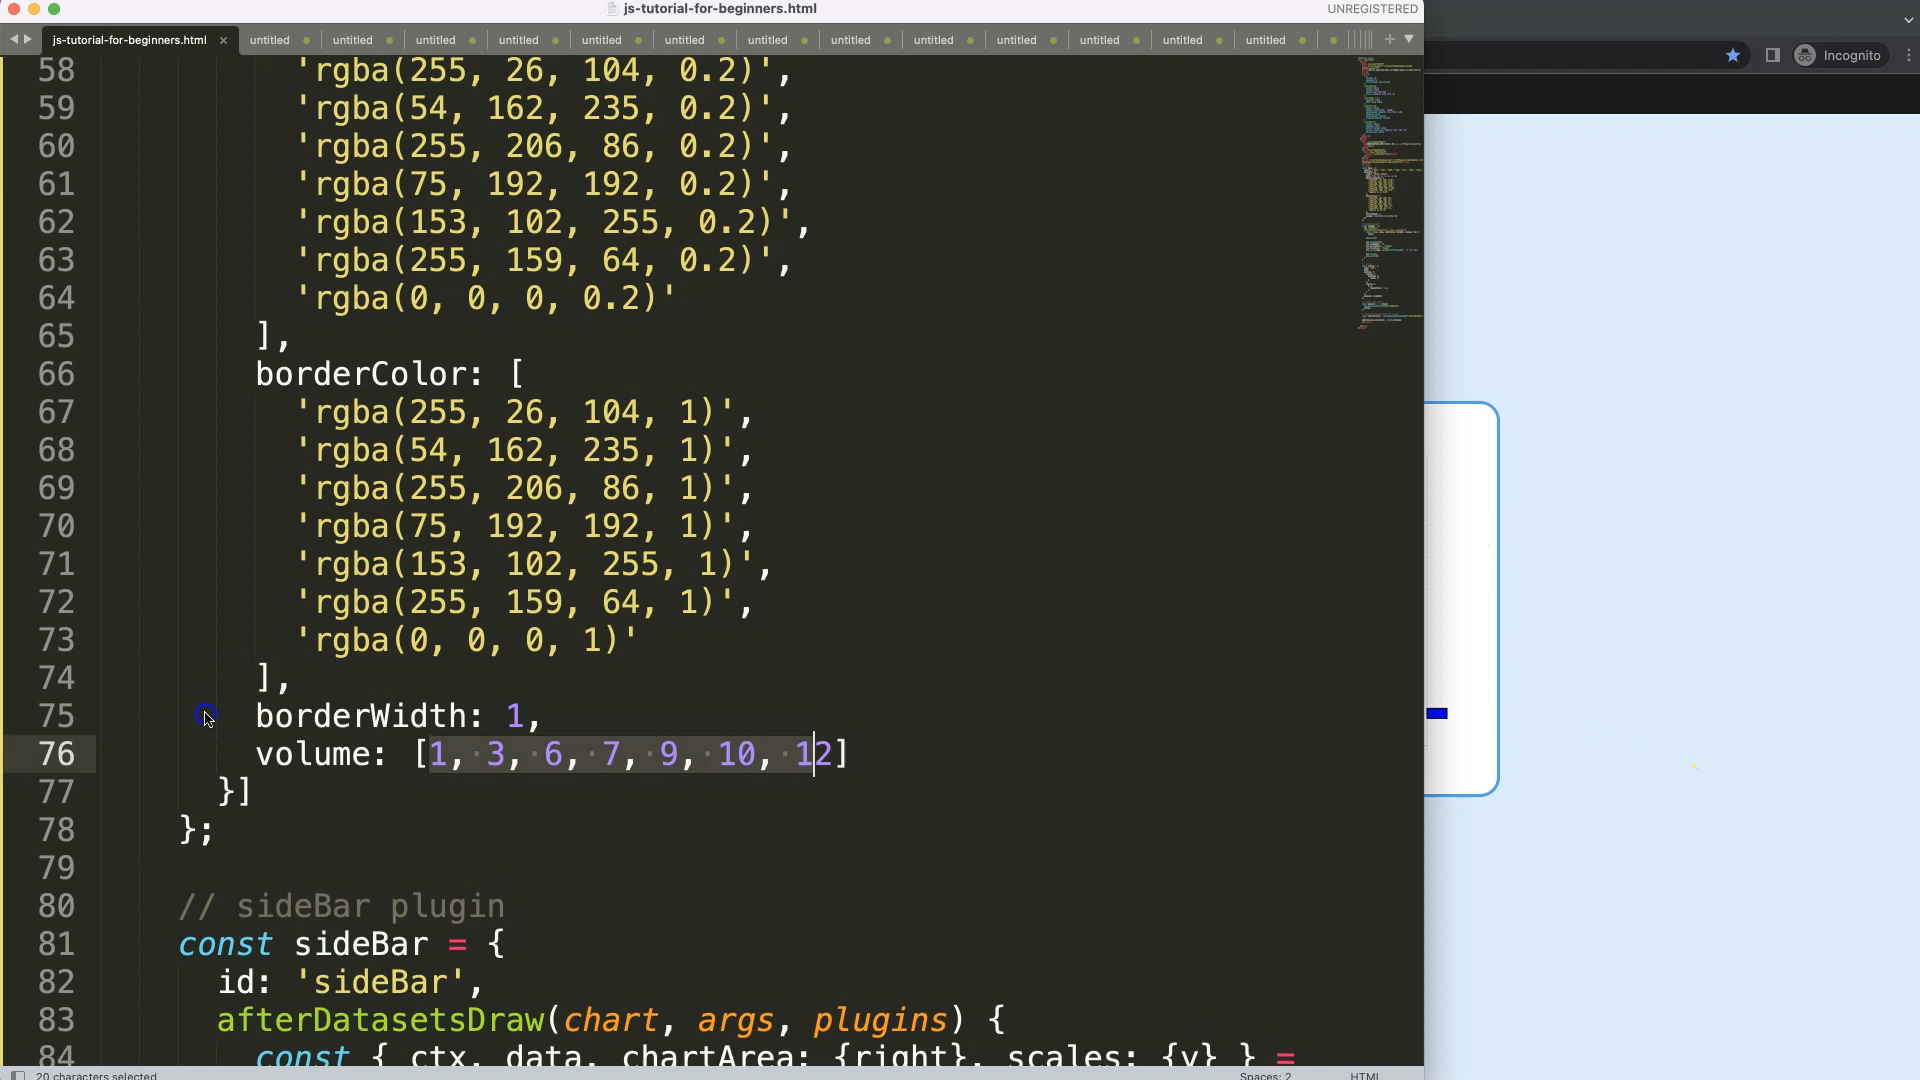 js-tutorial-for-beginners.html
UNREGISTERED
js-tutorial-for-beginners.html × untitled untitled untitled untitled untitled untitled untitled untitled untitled untitled untitled untitled untitled
Incognito
58 'rgba(255, 26, 104, 0.2)',
59 'rgba(54, 162, 235, 0.2)',
60 'rgba(255, 206, 86, 0.2)',
61 'rgba(75, 192, 192, 0.2)',
62 'rgba(153, 102, 255, 0.2)',
63 'rgba(255, 159, 64, 0.2)',
64 'rgba(0, 0, 0, 0.2)'
65 ],
66 borderColor: [
67 'rgba(255, 26, 104, 1)',
68 'rgba(54, 162, 235, 1)',
69 'rgba(255, 206, 86, 1)',
70 'rgba(75, 192, 192, 1)',
71 'rgba(153, 102, 255, 1)',
72 'rgba(255, 159, 64, 1)',
73 'rgba(0, 0, 0, 1)'
74 ],
75 borderWidth: 1,
76 volume: [1, 3, 6, 7, 9, 10, 12]
77 }]
78 };
79
80 // sideBar plugin
81 const sideBar = {
82 id: 'sideBar',
83 afterDatasetsDraw(chart, args, plugins) {
84 const { ctx, data, chartArea: {right}, scales: {y} } =
20 characters selected
Spaces: 2
HTML